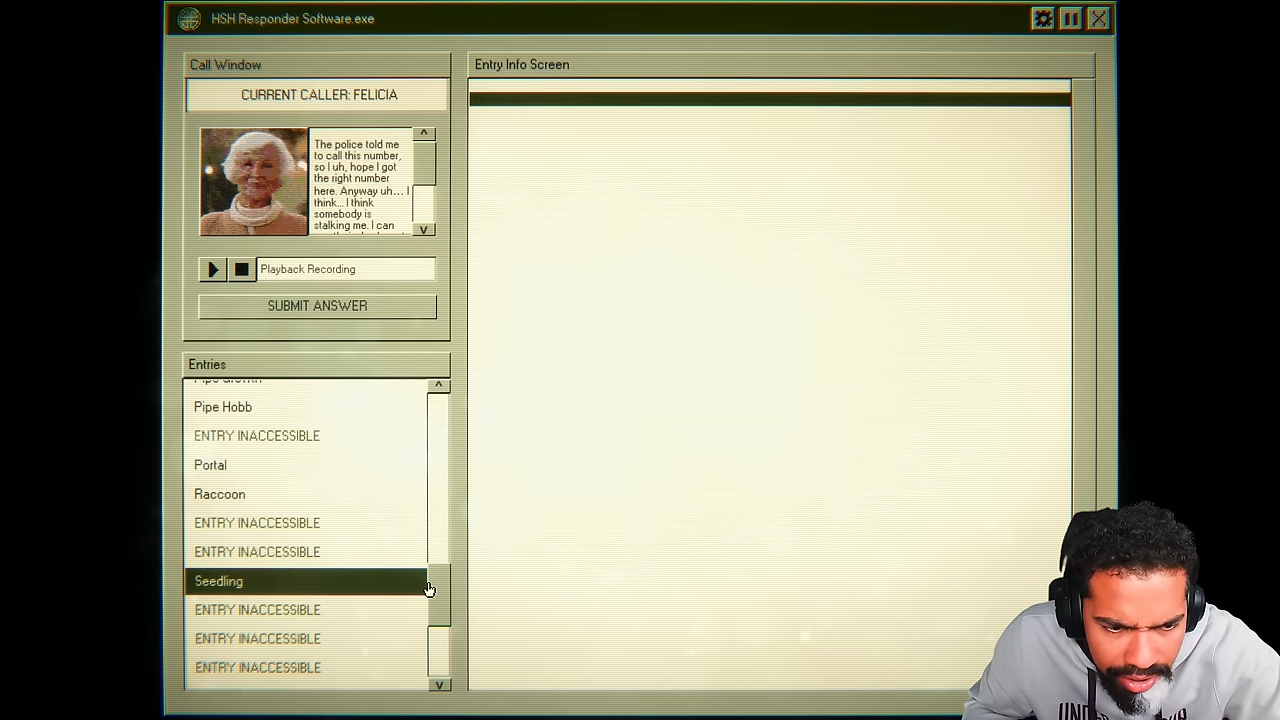 HSH Responder Software.exe
Call Window
CURRENT CALLER: FELICIA
The police told me
to call this number,
so I uh, hope I got
the right number
here. Anyway uh... I
think... I think
somebody is
stalking me. I can
Playback Recording
SUBMIT ANSWER
Entries
Pipe Hobb
ENTRY INACCESSIBLE
Portal
Raccoon
ENTRY INACCESSIBLE
ENTRY INACCESSIBLE
Seedling
ENTRY INACCESSIBLE
ENTRY INACCESSIBLE
ENTRY INACCESSIBLE
Entry Info Screen